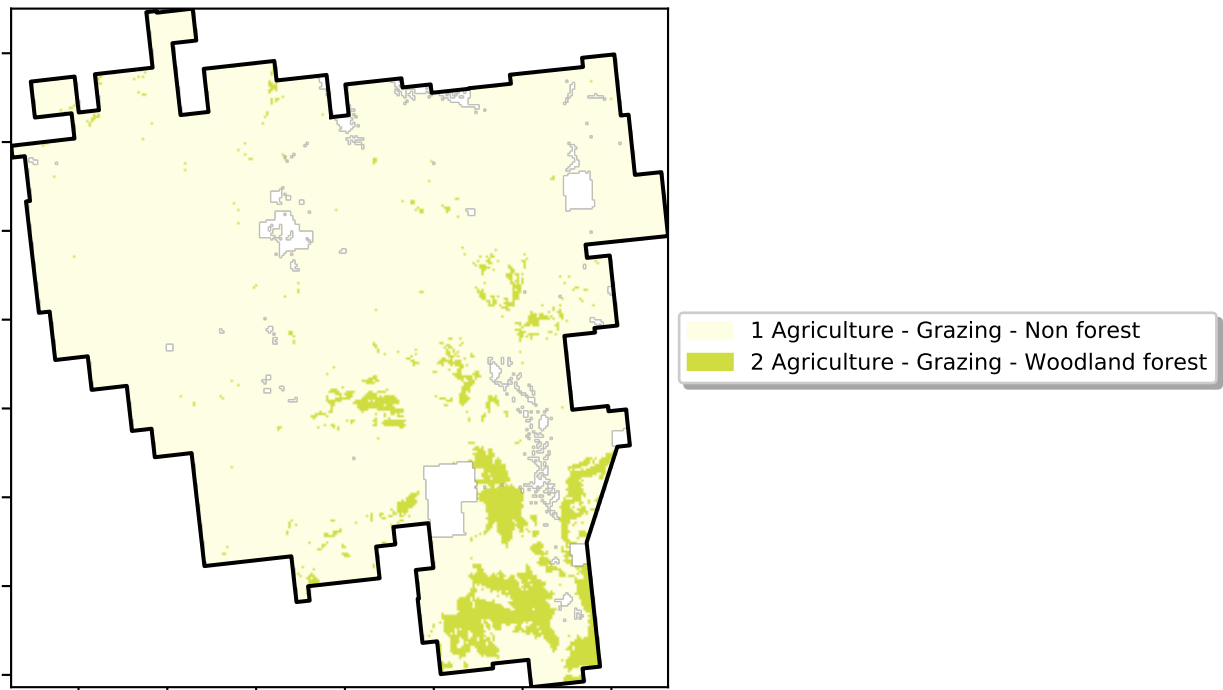 1 Agriculture - Grazing - Non forest
2 Agriculture - Grazing - Woodland forest